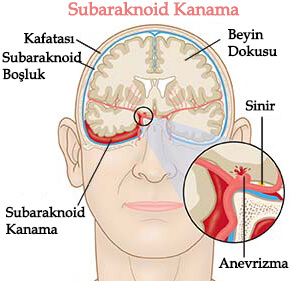 Subaraknoid Kanama
Kafatası
Subaraknoid
Boşluk
Beyin
Dokusu
Sinir
Subaraknoid
Kanama
Anevrizma